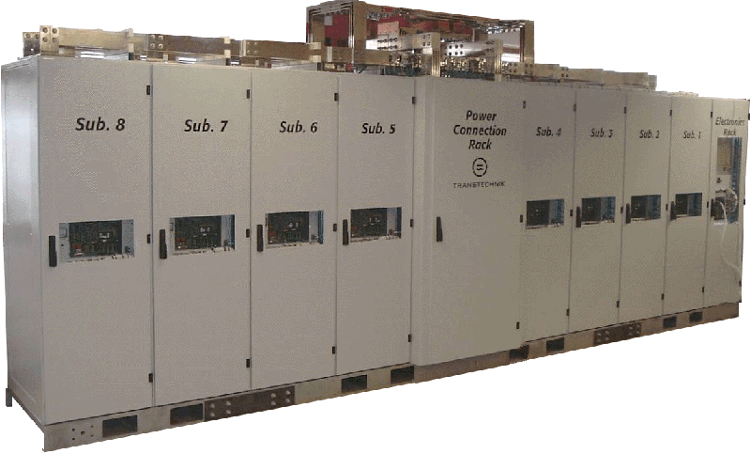 Sub. 8
Sub. 7
Sub. 6
Sub. 5
Power
Connection
Rack
TRANSTECHNIK
Sub. 4
Sub. 3
Sub. 2
Sub. 1
Electronics
Rack